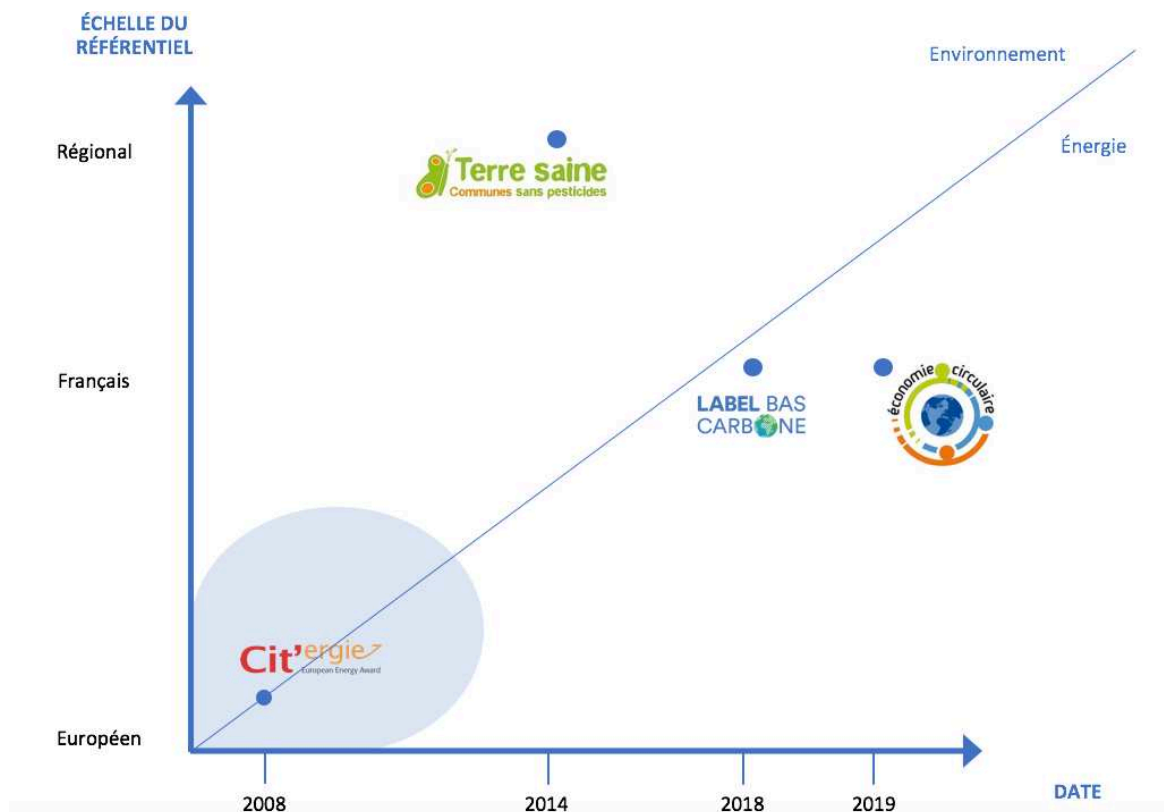 ÉCHELLE DU
RÉFÉRENTIEL
Environnement
Énergie
Régional
Terre saine
Communes sans pesticides
Français
LABEL BAS
CARBONE
économie circulaire
Cit'ergie
European Energy Award
Européen
2008
2014
2018
2019
DATE